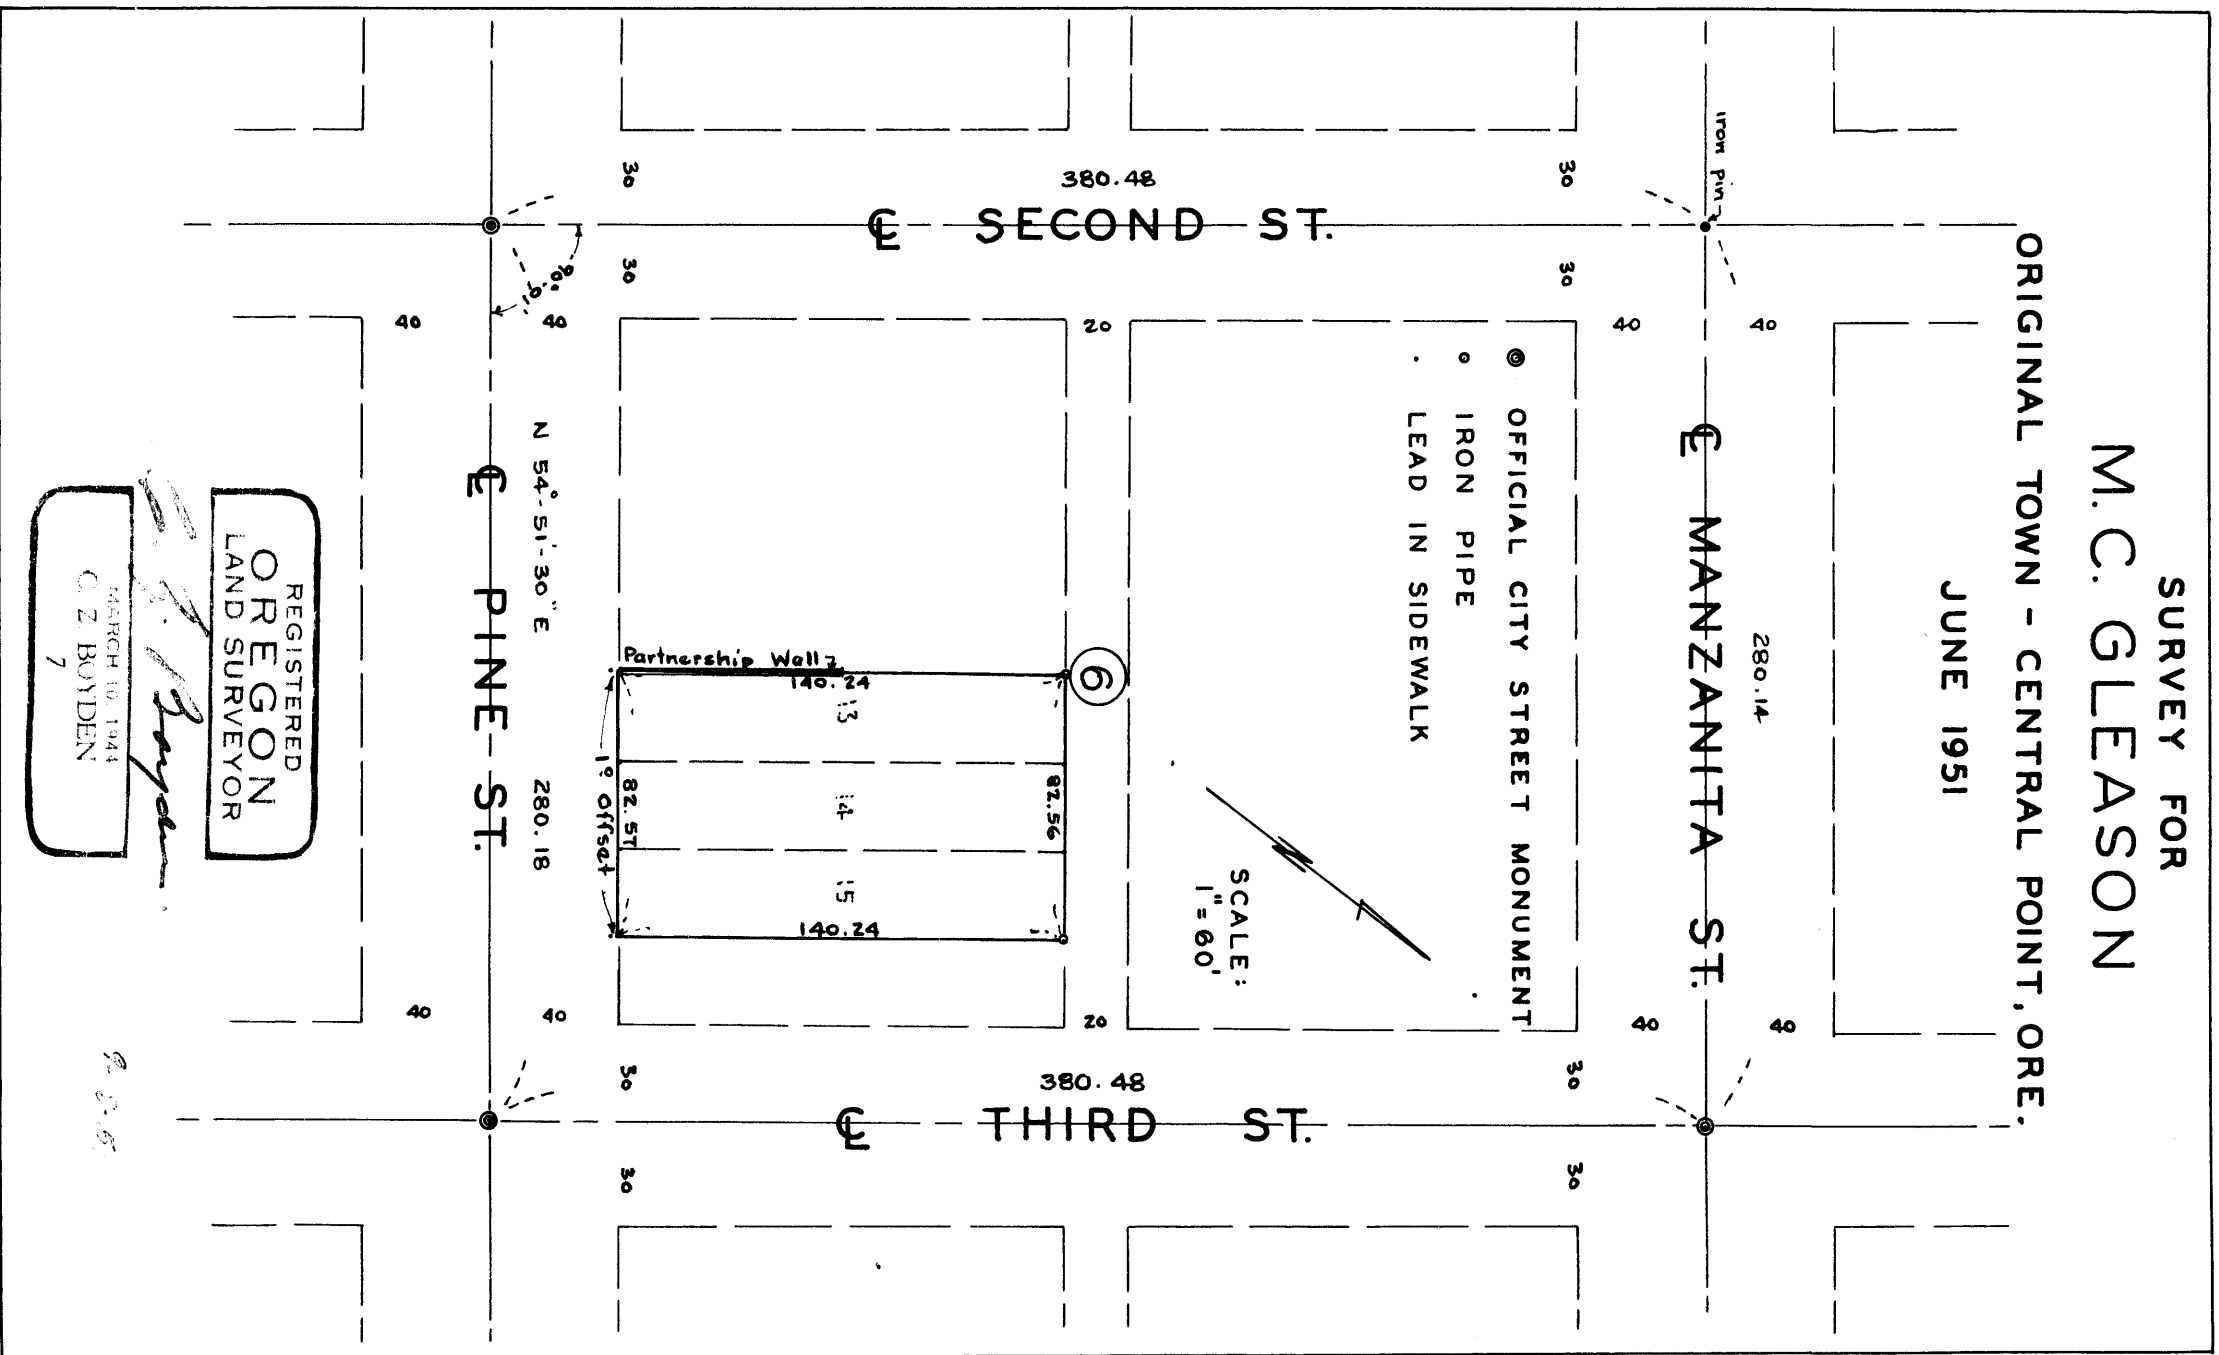 SURVEY FOR
M. C. GLEASON
ORIGINAL TOWN - CENTRAL POINT, ORE.
JUNE 1951
iron pin
℄ MANZANITA ST.
280.14
40
40
40
40
30
30
30
30
◎ OFFICIAL CITY STREET MONUMENT
o IRON PIPE
. LEAD IN SIDEWALK
SCALE:
1" = 60'
℄ SECOND ST.
380.48
℄ THIRD ST.
380.48
20
20
6
Partnership Wall
140.24
13
14
15
82.56
82.57
140.24
1° offset
30
30
30
30
90°-01'
40
40
40
40
N 54°-51'-30" E
280.18
℄ PINE ST.
REGISTERED
OREGON
LAND SURVEYOR
C. Z. Boyden
MARCH 10, 1944
C. Z. BOYDEN
7